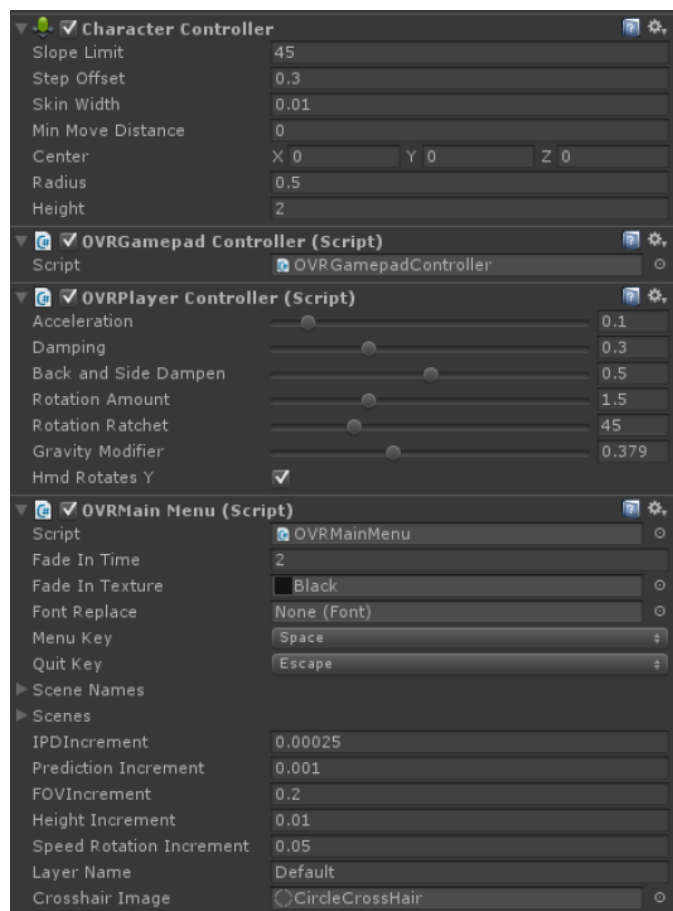 Character Controller
Slope Limit 45
Step Offset 0.3
Skin Width 0.01
Min Move Distance 0
Center X 0 Y 0 Z 0
Radius 0.5
Height 2
OVRGamepad Controller (Script)
Script OVRGamepadController
OVRPlayer Controller (Script)
Acceleration 0.1
Damping 0.3
Back and Side Dampen 0.5
Rotation Amount 1.5
Rotation Ratchet 45
Gravity Modifier 0.379
Hmd Rotates Y
OVRMain Menu (Script)
Script OVRMainMenu
Fade In Time 2
Fade In Texture Black
Font Replace None (Font)
Menu Key Space
Quit Key Escape
Scene Names
Scenes
IPDIncrement 0.00025
Prediction Increment 0.001
FOVIncrement 0.2
Height Increment 0.01
Speed Rotation Increment 0.05
Layer Name Default
Crosshair Image CircleCrossHair